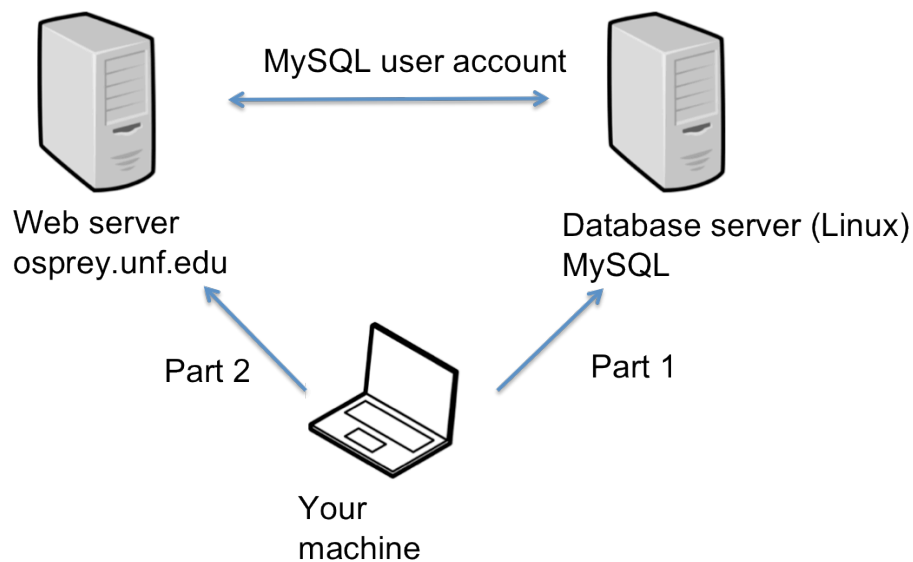 MySQL user account
Web server
osprey.unf.edu
Database server (Linux)
MySQL
Part 2
Part 1
Your
machine